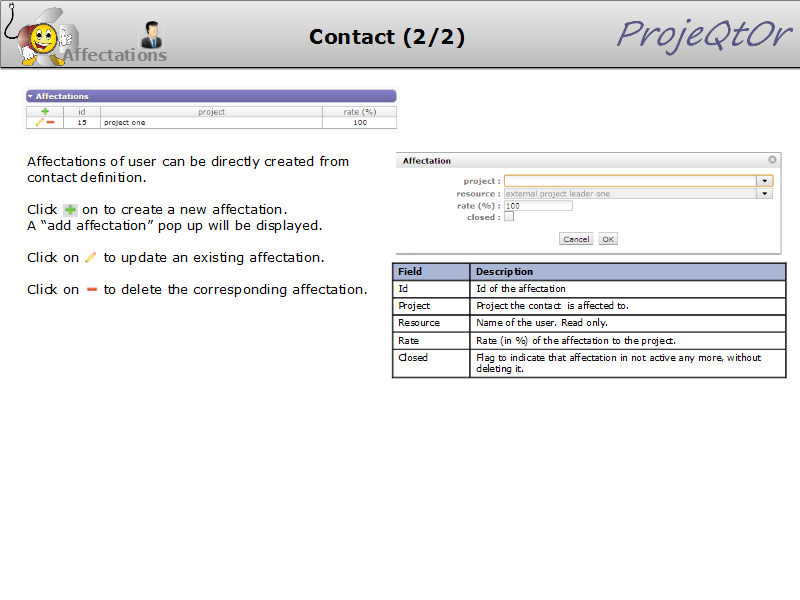 Affectations
Contact (2/2)
ProjeQtOr
Affectations
id project rate (%)
15 project one 100
Affectations of user can be directly created from
contact definition.
Click on to create a new affectation.
A “add affectation” pop up will be displayed.
Click on to update an existing affectation.
Click on to delete the corresponding affectation.
Affectation
project :
resource : external project leader one
rate (%) : 100
closed :
Cancel OK
Field Description
Id Id of the affectation
Project Project the contact is affected to.
Resource Name of the user. Read only.
Rate Rate (in %) of the affectation to the project.
Closed Flag to indicate that affectation in not active any more, without
deleting it.